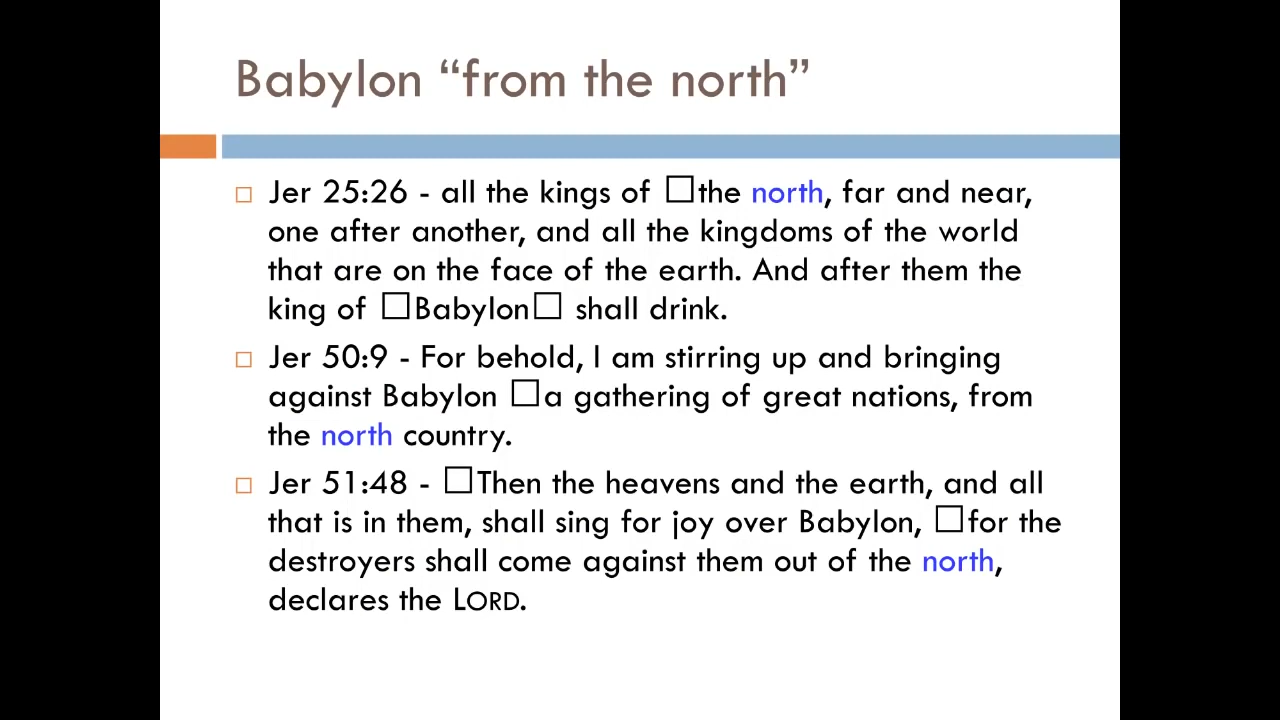 Babylon “from the north”
□ Jer 25:26 - all the kings of □the north, far and near,
one after another, and all the kingdoms of the world
that are on the face of the earth. And after them the
king of □Babylon□ shall drink.
□ Jer 50:9 - For behold, I am stirring up and bringing
against Babylon □a gathering of great nations, from
the north country.
□ Jer 51:48 - □Then the heavens and the earth, and all
that is in them, shall sing for joy over Babylon, □for the
destroyers shall come against them out of the north,
declares the LORD.